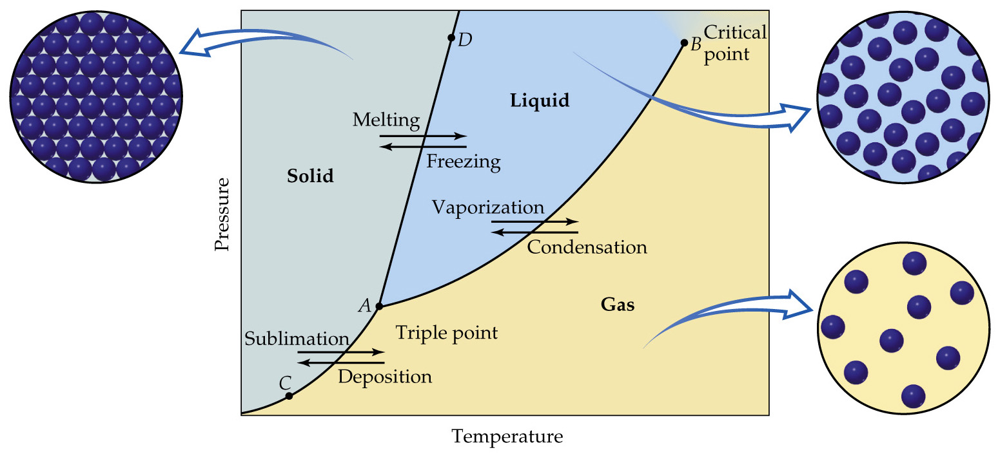 D
B
Critical
point
Liquid
Melting
Freezing
Solid
Pressure
Vaporization
Condensation
A
Gas
Triple point
Sublimation
Deposition
C
Temperature